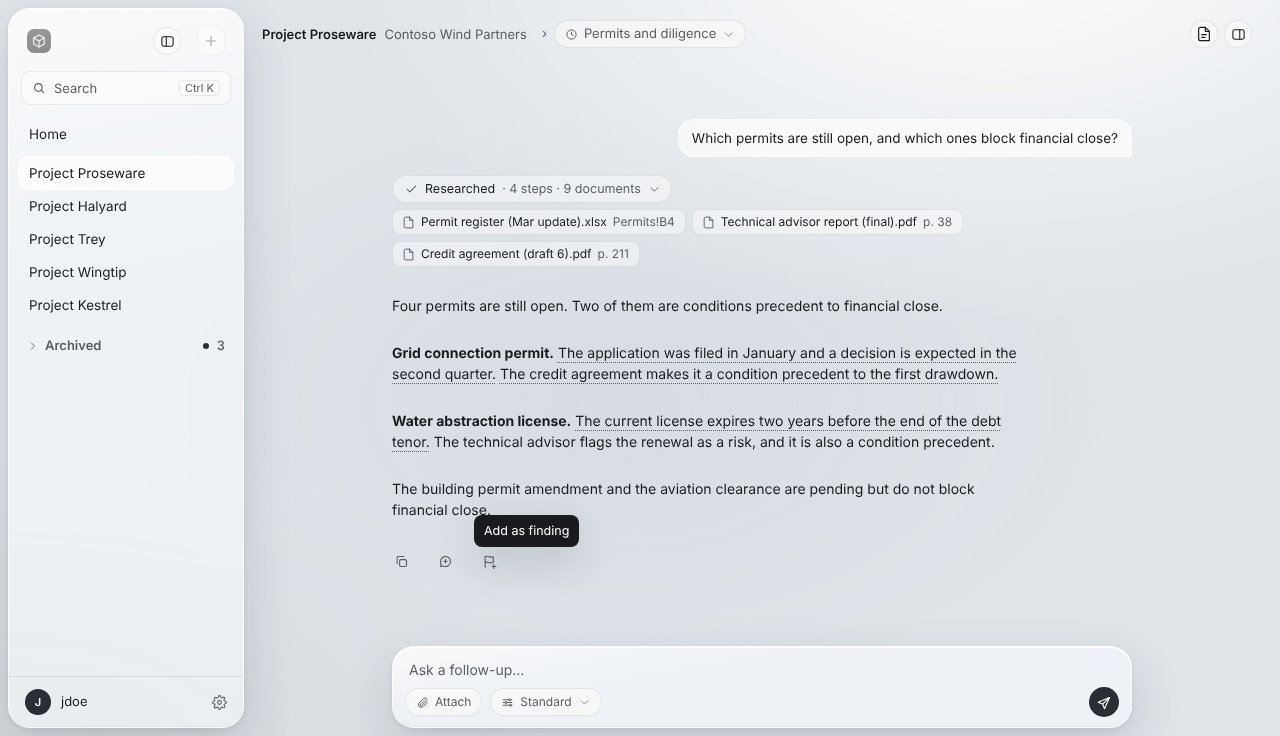 Project Proseware Contoso Wind Partners › Permits and diligence
Search Ctrl K
Home
Project Proseware
Project Halyard
Project Trey
Project Wingtip
Project Kestrel
Archived 3
J jdoe
Which permits are still open, and which ones block financial close?
Researched · 4 steps · 9 documents
Permit register (Mar update).xlsx Permits!B4 Technical advisor report (final).pdf p. 38
Credit agreement (draft 6).pdf p. 211
Four permits are still open. Two of them are conditions precedent to financial close.
Grid connection permit. The application was filed in January and a decision is expected in the
second quarter. The credit agreement makes it a condition precedent to the first drawdown.
Water abstraction license. The current license expires two years before the end of the debt
tenor. The technical advisor flags the renewal as a risk, and it is also a condition precedent.
The building permit amendment and the aviation clearance are pending but do not block
financial close.
Add as finding
Ask a follow-up...
Attach Standard